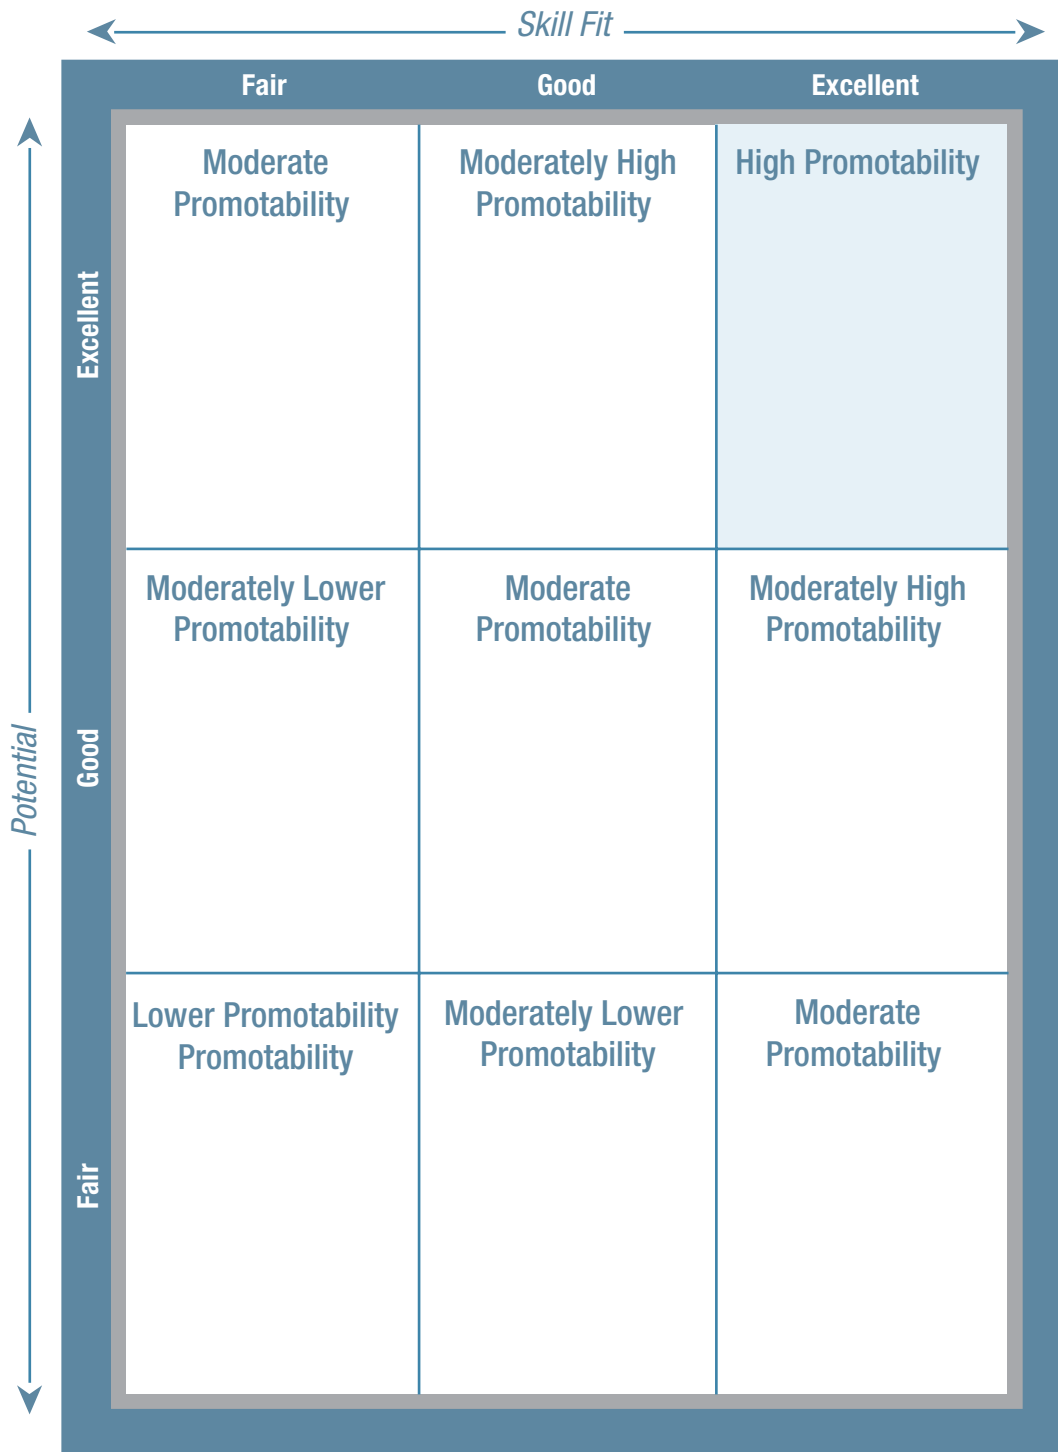 Skill Fit
Fair Good Excellent
Potential
Excellent
Moderate
Promotability
Moderately High
Promotability
High Promotability
Good
Moderately Lower
Promotability
Moderate
Promotability
Moderately High
Promotability
Fair
Lower Promotability
Promotability
Moderately Lower
Promotability
Moderate
Promotability